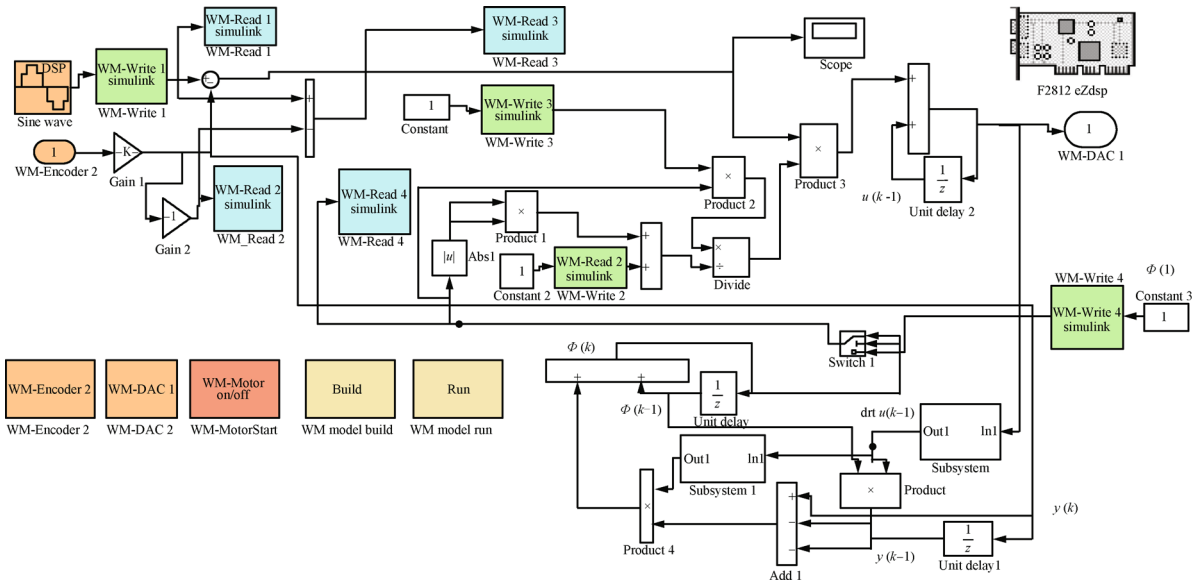 WM-Read 1
simulink
WM-Read 1
WM-Read 3
simulink
WM-Read 3
Scope
F2812 eZdsp
DSP
Sine wave
WM-Write 1
simulink
WM-Write 1
+
−
+
−
1
Constant
WM-Write 3
simulink
WM-Write 3
×
Product 3
+
+
1
WM-DAC 1
1
WM-Encoder 2
-K-
Gain 1
−1
Gain 2
WM-Read 2
simulink
WM_Read 2
WM-Read 4
simulink
WM-Read 4
×
Product 2
u (k -1)
1
z
Unit delay 2
×
Product 1
|u|
Abs1
1
Constant 2
WM-Read 2
simulink
WM-Write 2
+
+
×
÷
Divide
Φ (1)
WM-Write 4
WM-Write 4
simulink
Constant 3
1
Switch 1
WM-Encoder 2
WM-Encoder 2
WM-DAC 1
WM-DAC 2
WM-Motor
on/off
WM-MotorStart
Build
WM model build
Run
WM model run
Φ (k)
+
+
Φ (k−1)
1
z
Unit delay
drt u(k−1)
Out1
In1
Subsystem
Out1
In1
Subsystem 1
×
Product
×
Product 4
+
−
−
Add 1
y (k)
y (k−1)
1
z
Unit delay1